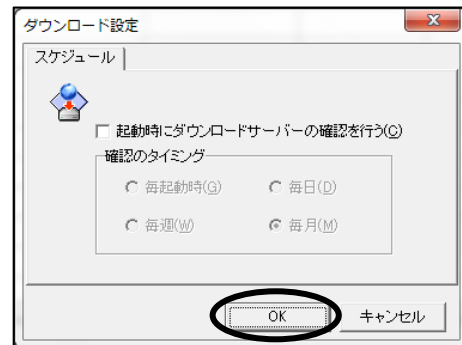 ダウンロード設定
スケジュール
起動時にダウンロードサーバーの確認を行う(C)
確認のタイミング
毎起動時(G) 毎日(D)
毎週(W) 毎月(M)
OK キャンセル